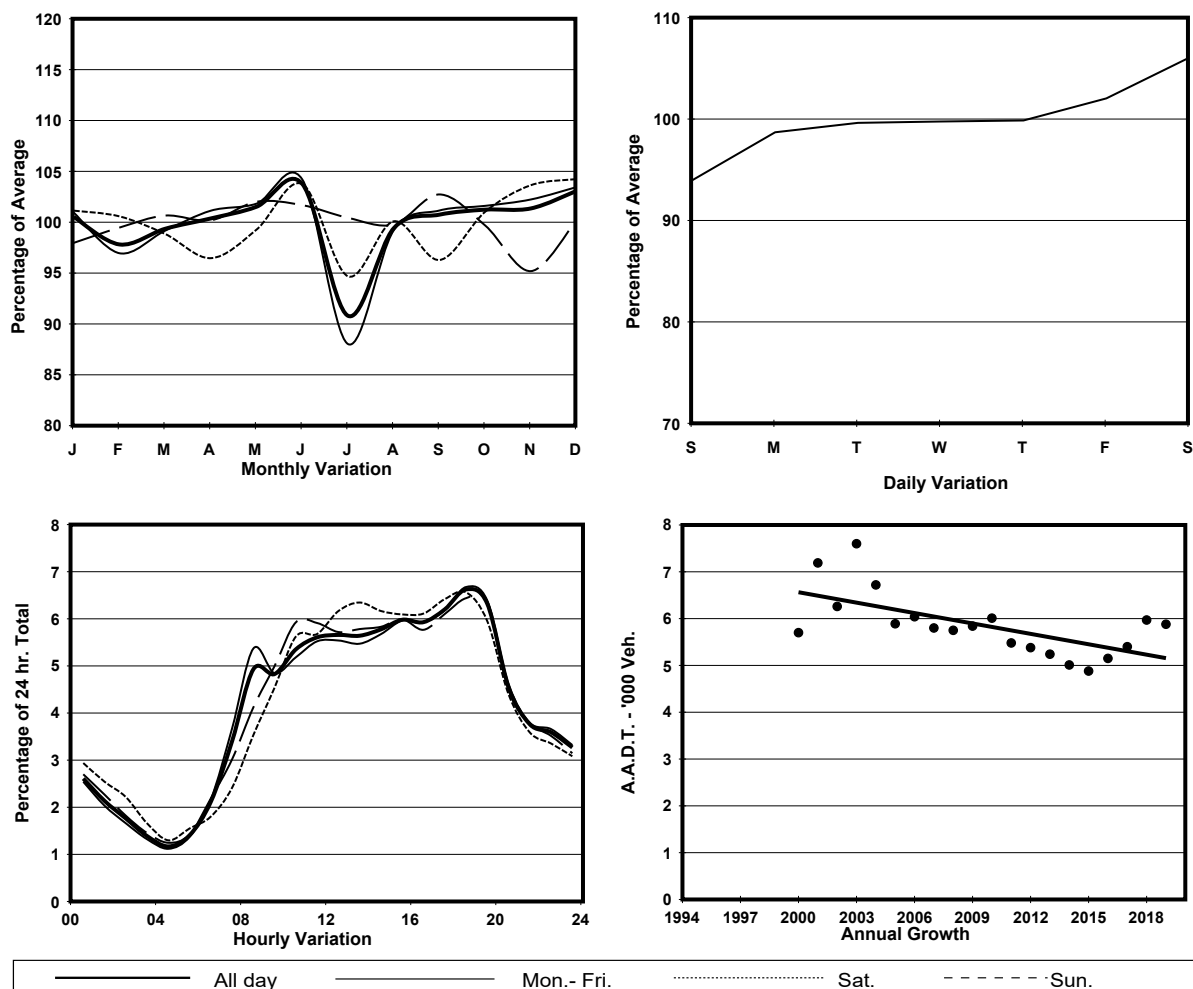 120
115
110
105
100
95
90
85
80
Percentage of Average
J F M A M J J A S O N D
Monthly Variation
110
100
90
80
70
Percentage of Average
S M T W T F S
Daily Variation
8
7
6
5
4
3
2
1
0
Percentage of 24 hr. Total
00 04 08 12 16 20 24
Hourly Variation
8
7
6
5
4
3
2
1
0
A.A.D.T. - '000 Veh.
1994 1997 2000 2003 2006 2009 2012 2015 2018
Annual Growth
All day Mon.- Fri. Sat. Sun.